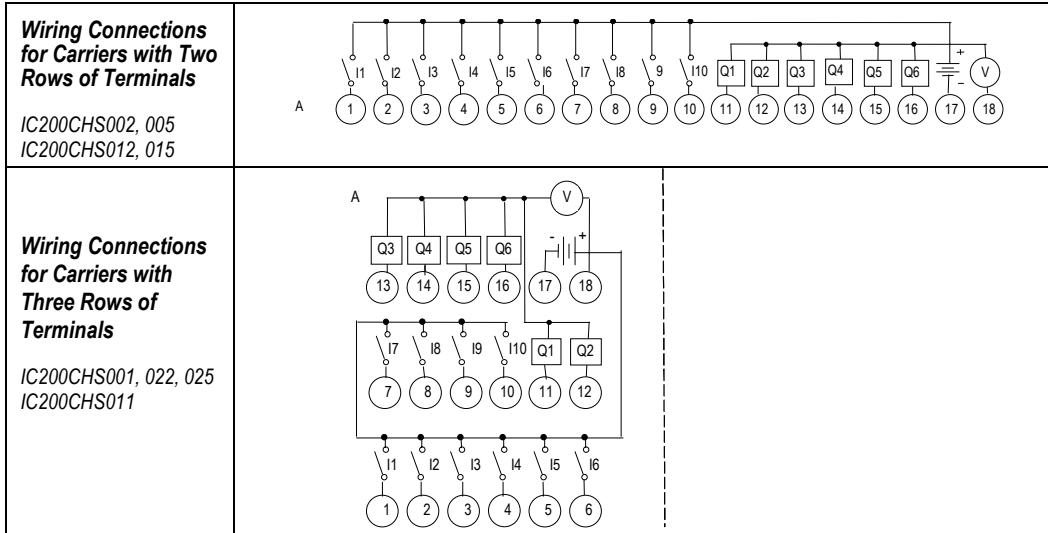 Wiring Connections
for Carriers with Two
Rows of Terminals
IC200CHS002, 005
IC200CHS012, 015
I1 I2 I3 I4 I5 I6 I7 I8 9 I10 Q1 Q2 Q3 Q4 Q5 Q6 + - V
A 1 2 3 4 5 6 7 8 9 10 11 12 13 14 15 16 17 18
Wiring Connections
for Carriers with
Three Rows of
Terminals
IC200CHS001, 022, 025
IC200CHS011
A V
Q3 Q4 Q5 Q6 - +
13 14 15 16 17 18
I7 I8 I9 I10 Q1 Q2
7 8 9 10 11 12
I1 I2 I3 I4 I5 I6
1 2 3 4 5 6